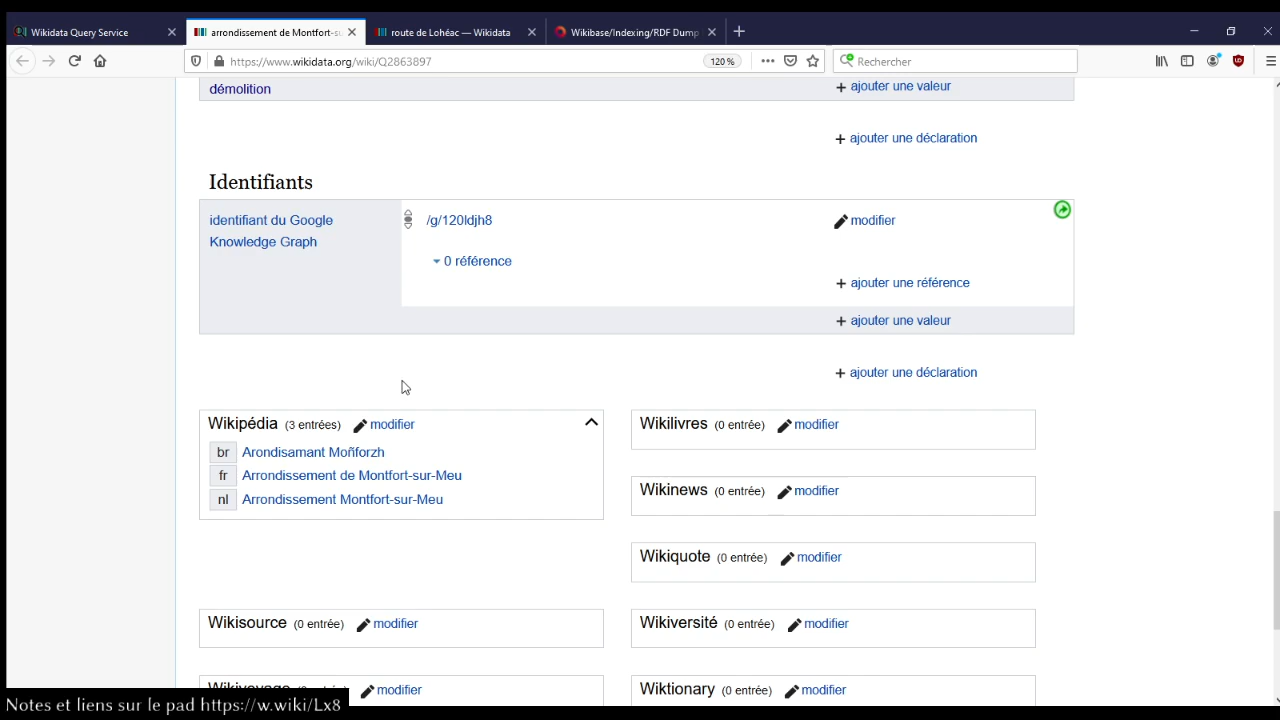 Wikidata Query Service
arrondissement de Montfort-su
route de Lohéac — Wikidata
Wikibase/Indexing/RDF Dump
https://www.wikidata.org/wiki/Q2863897
120 %
Rechercher
démolition
+ ajouter une valeur
+ ajouter une déclaration
Identifiants
identifiant du Google
Knowledge Graph
/g/120ldjh8
modifier
0 référence
+ ajouter une référence
+ ajouter une valeur
+ ajouter une déclaration
Wikipédia (3 entrées) modifier
br Arondisamant Moñforzh
fr Arrondissement de Montfort-sur-Meu
nl Arrondissement Montfort-sur-Meu
Wikilivres (0 entrée) modifier
Wikinews (0 entrée) modifier
Wikiquote (0 entrée) modifier
Wikisource (0 entrée) modifier
Wikiversité (0 entrée) modifier
modifier
Wiktionary (0 entrée) modifier
Notes et liens sur le pad https://w.wiki/Lx8